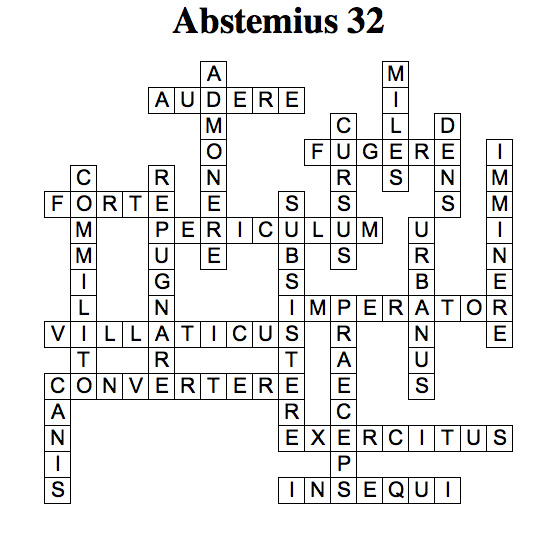 Abstemius 32
ADMONERE
MILES
AUDERE
CURSUS
DENS
FUGERE
IMMINERE
COMMILITO
REPUGNARE
FORTE
SUBSISTERE
PERICULUM
URBANUS
IMPERATOR
PRAECEPS
VILLATICUS
CONVERTERE
CANIS
EXERCITUS
INSEQUI